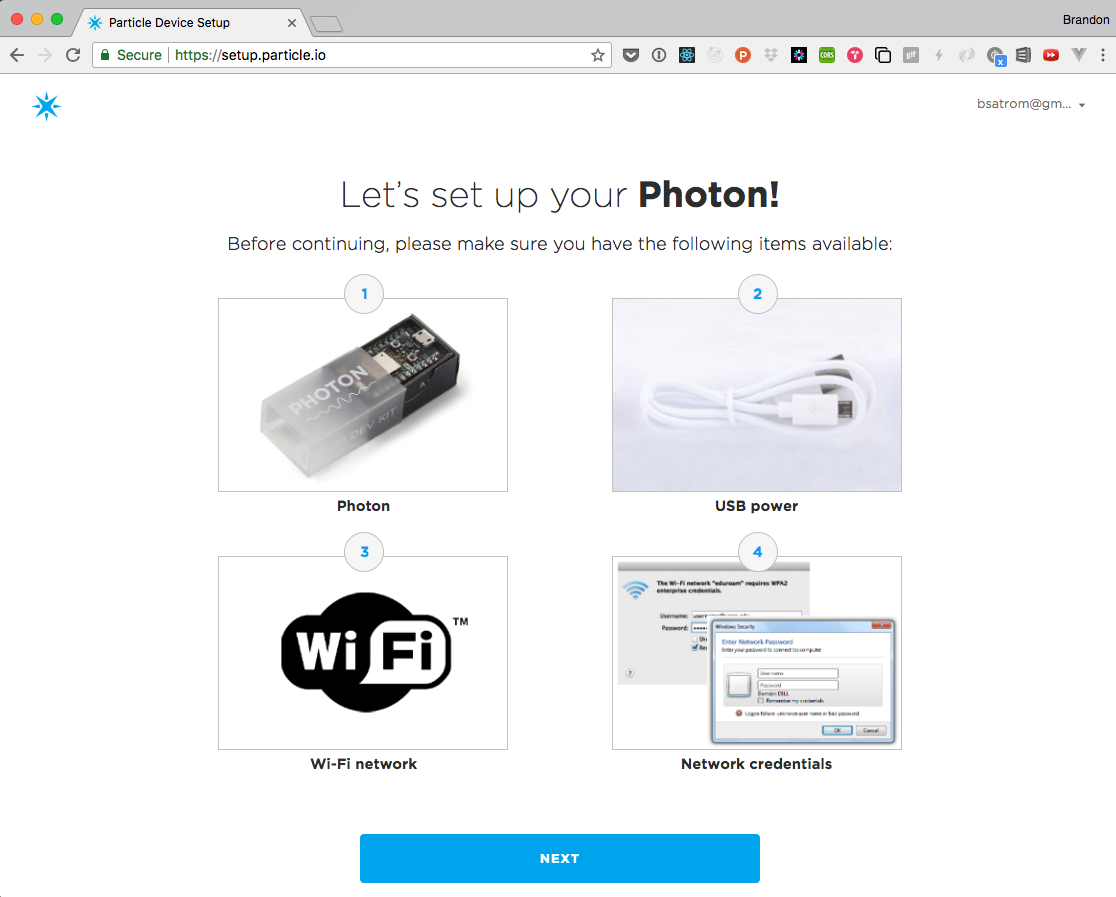 Particle Device Setup
Brandon
Secure
https://setup.particle.io
bsatrom@gm...
Let's set up your Photon!
Before continuing, please make sure you have the following items available:
1
PHOTON
DEV KIT
Photon
2
USB power
3
Wi Fi TM
Wi-Fi network
4
The Wi-Fi network "eduroam" requires WPA2
enterprise credentials.
Username:
Password:
Windows Security
Enter Network Password
Enter your password to connect to computer
User name
Password
Domain: DELL
Remember my credentials
Logon failure: unknown user name or bad password.
OK
Cancel
Network credentials
NEXT